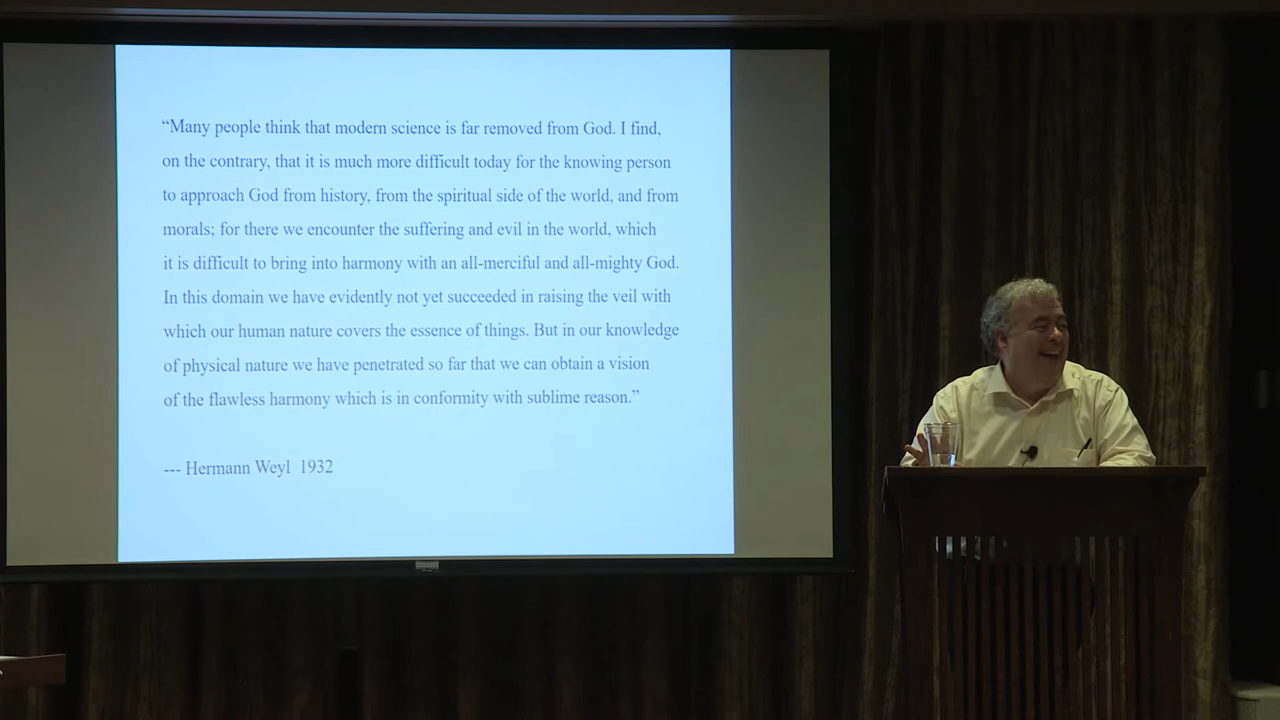 “Many people think that modern science is far removed from God. I find,
on the contrary, that it is much more difficult today for the knowing person
to approach God from history, from the spiritual side of the world, and from
morals; for there we encounter the suffering and evil in the world, which
it is difficult to bring into harmony with an all-merciful and all-mighty God.
In this domain we have evidently not yet succeeded in raising the veil with
which our human nature covers the essence of things. But in our knowledge
of physical nature we have penetrated so far that we can obtain a vision
of the flawless harmony which is in conformity with sublime reason.”
--- Hermann Weyl 1932